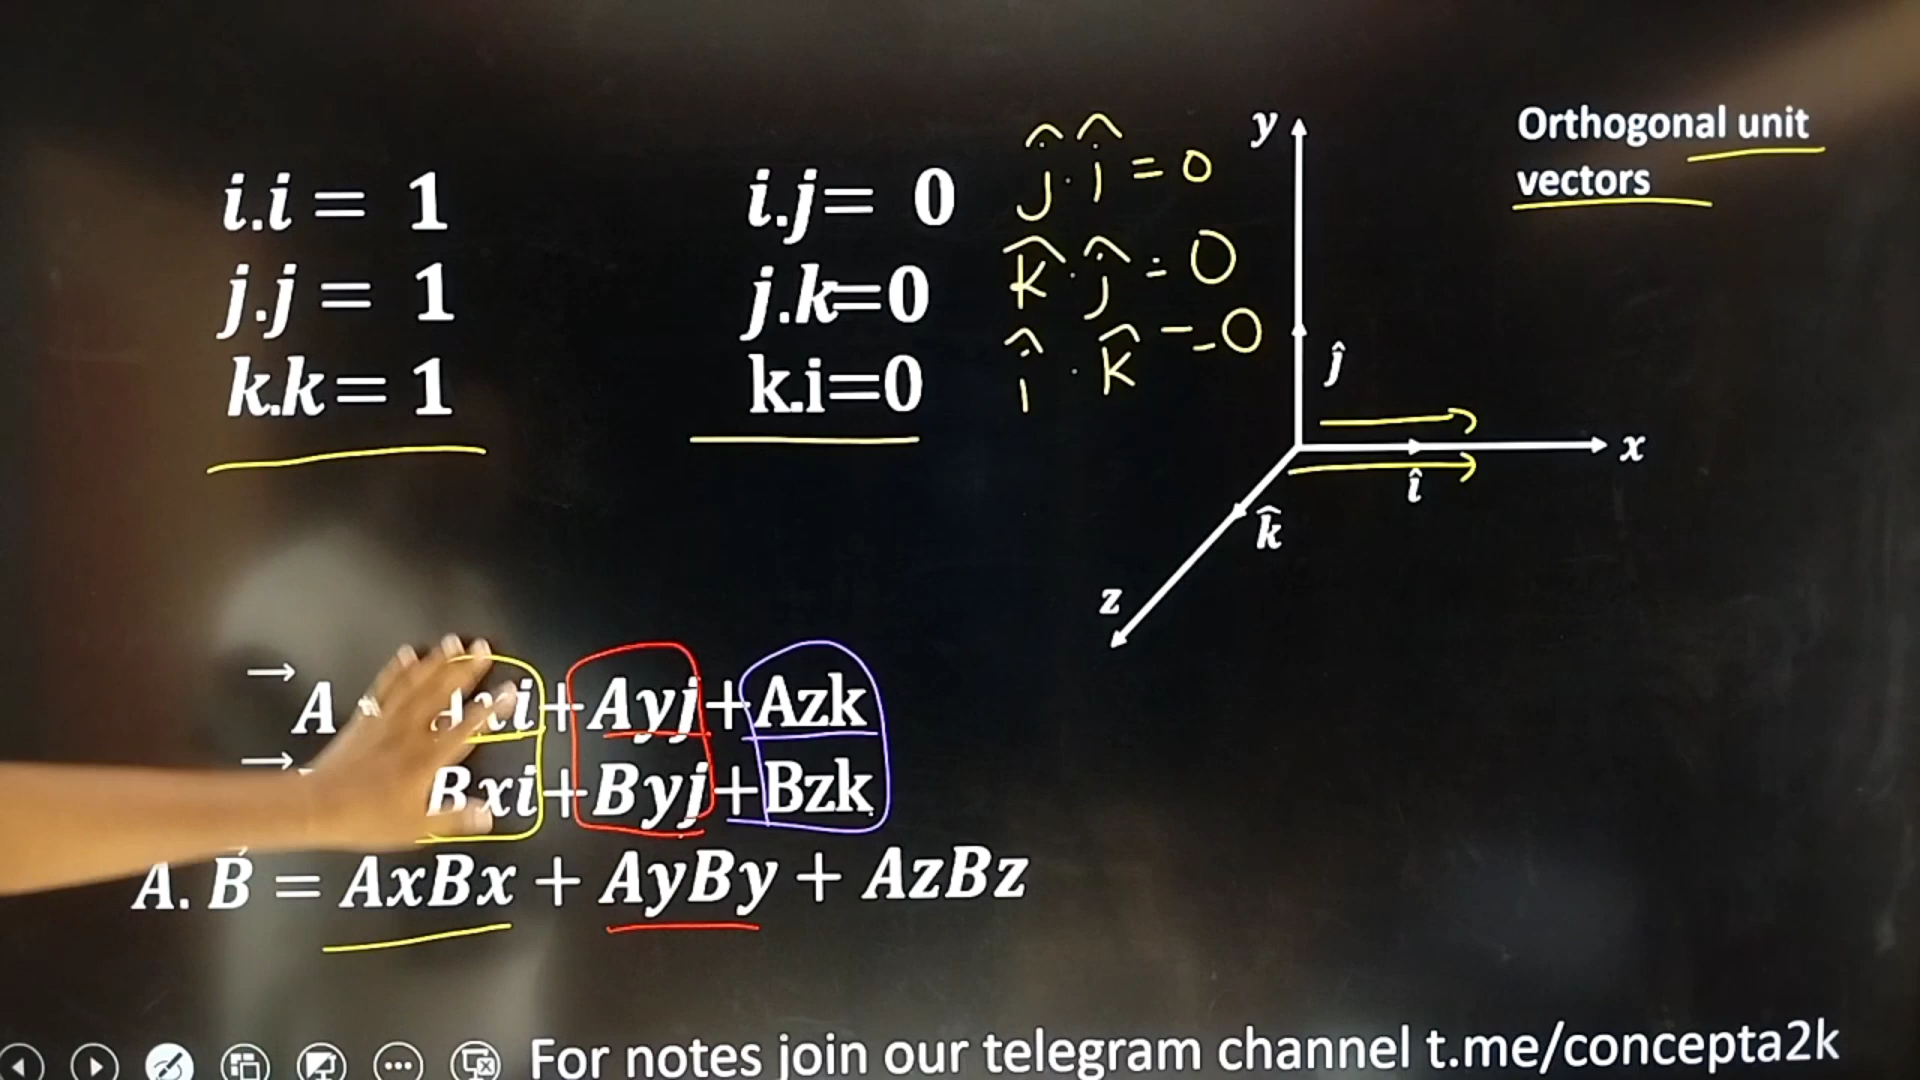 Orthogonal unit
vectors
i.i = 1
j.j = 1
k.k = 1
i.j= 0
j.k=0
k.i=0
ĵ.î = 0
k̂.ĵ = 0
î.k̂ = 0
y
ĵ
x
î
k̂
z
A Axi+Ayj+Azk
Bxi+Byj+Bzk
A. B = AxBx + AyBy + AzBz
For notes join our telegram channel t.me/concepta2k